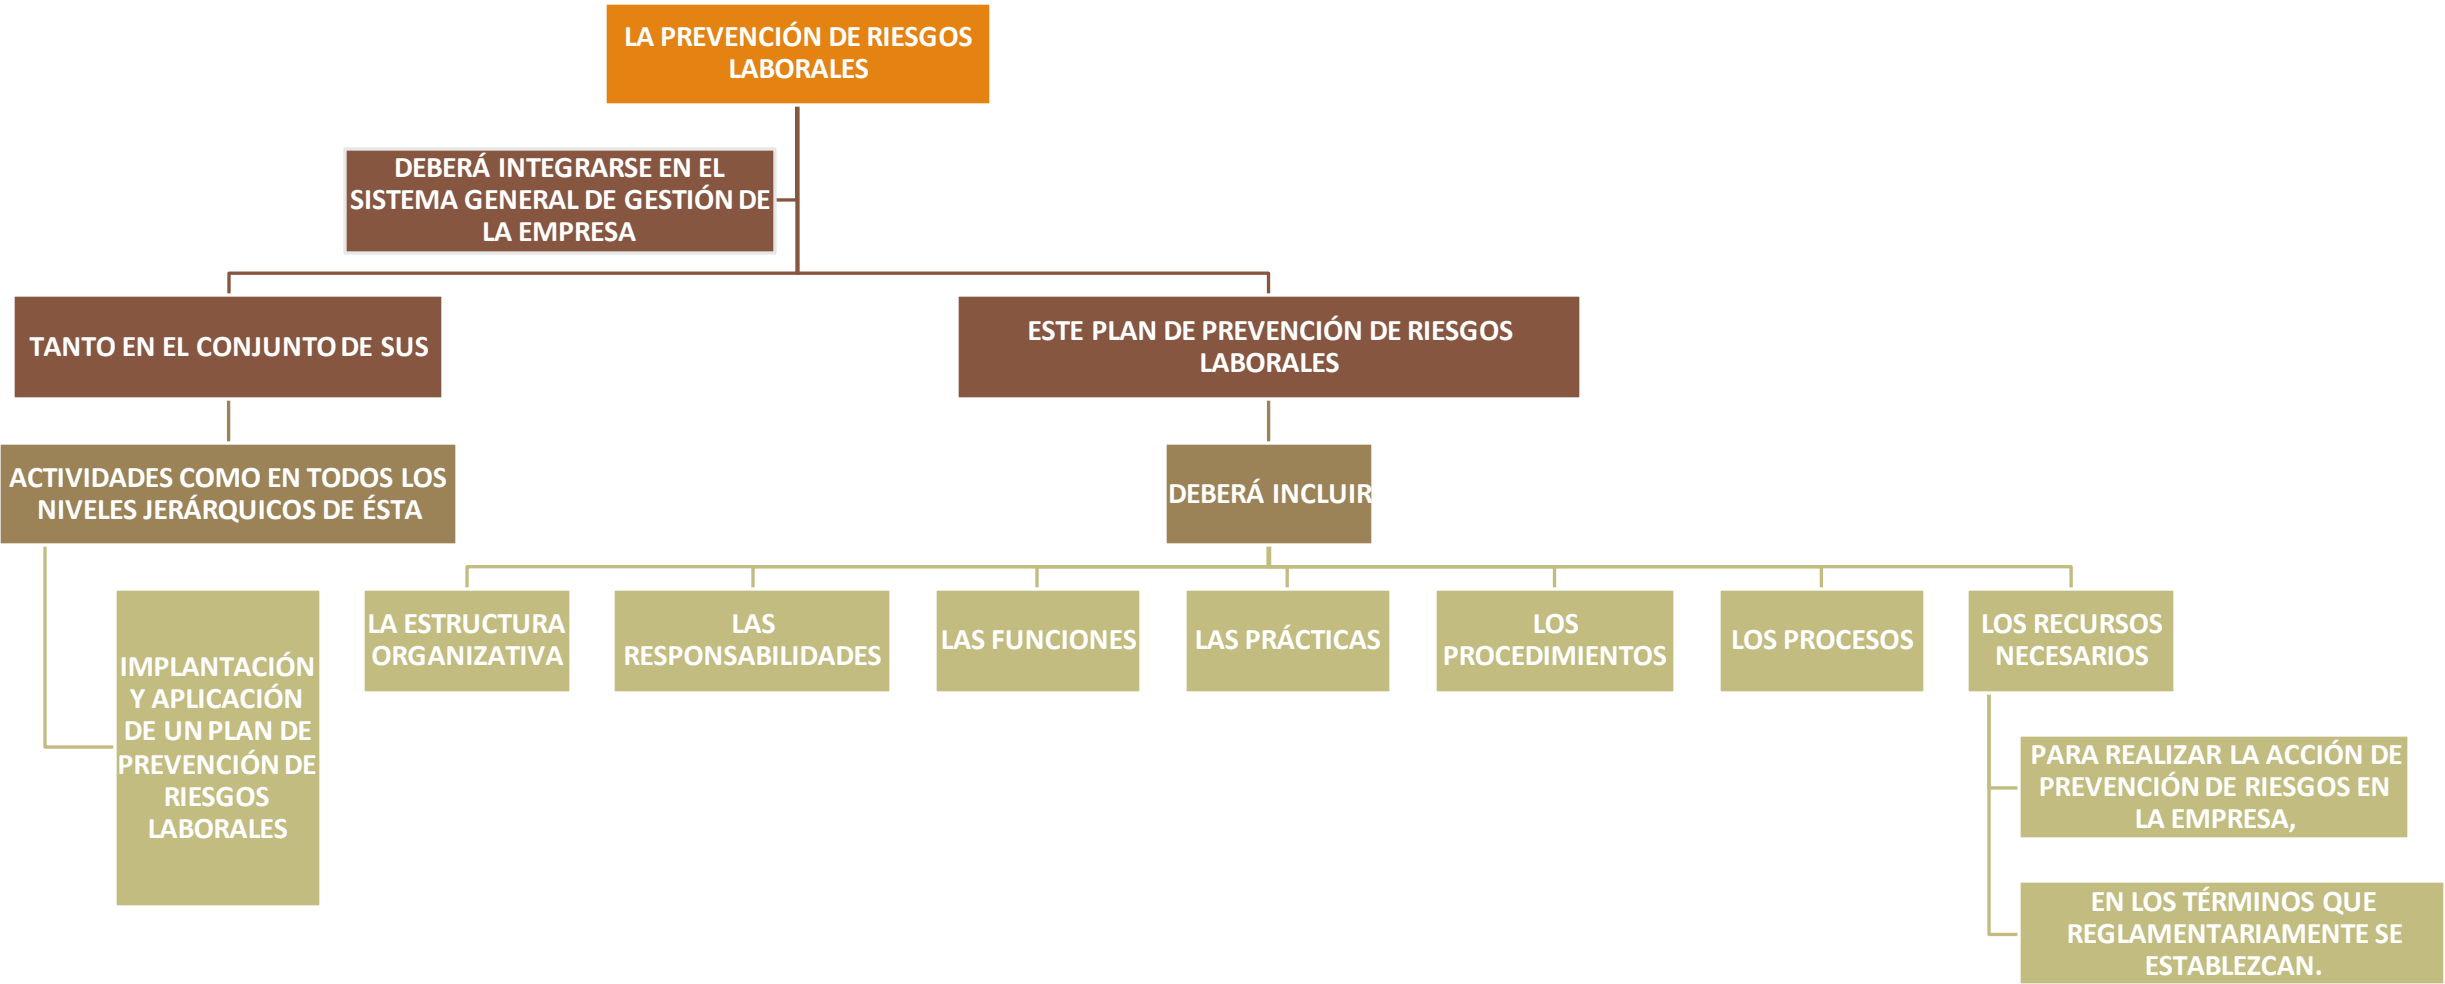 LA PREVENCIÓN DE RIESGOS
LABORALES
DEBERÁ INTEGRARSE EN EL
SISTEMA GENERAL DE GESTIÓN DE
LA EMPRESA
TANTO EN EL CONJUNTO DE SUS
ESTE PLAN DE PREVENCIÓN DE RIESGOS
LABORALES
ACTIVIDADES COMO EN TODOS LOS
NIVELES JERÁRQUICOS DE ÉSTA
DEBERÁ INCLUIR
IMPLANTACIÓN
Y APLICACIÓN
DE UN PLAN DE
PREVENCIÓN DE
RIESGOS
LABORALES
LA ESTRUCTURA
ORGANIZATIVA
LAS
RESPONSABILIDADES
LAS FUNCIONES
LAS PRÁCTICAS
LOS
PROCEDIMIENTOS
LOS PROCESOS
LOS RECURSOS
NECESARIOS
PARA REALIZAR LA ACCIÓN DE
PREVENCIÓN DE RIESGOS EN
LA EMPRESA,
EN LOS TÉRMINOS QUE
REGLAMENTARIAMENTE SE
ESTABLEZCAN.